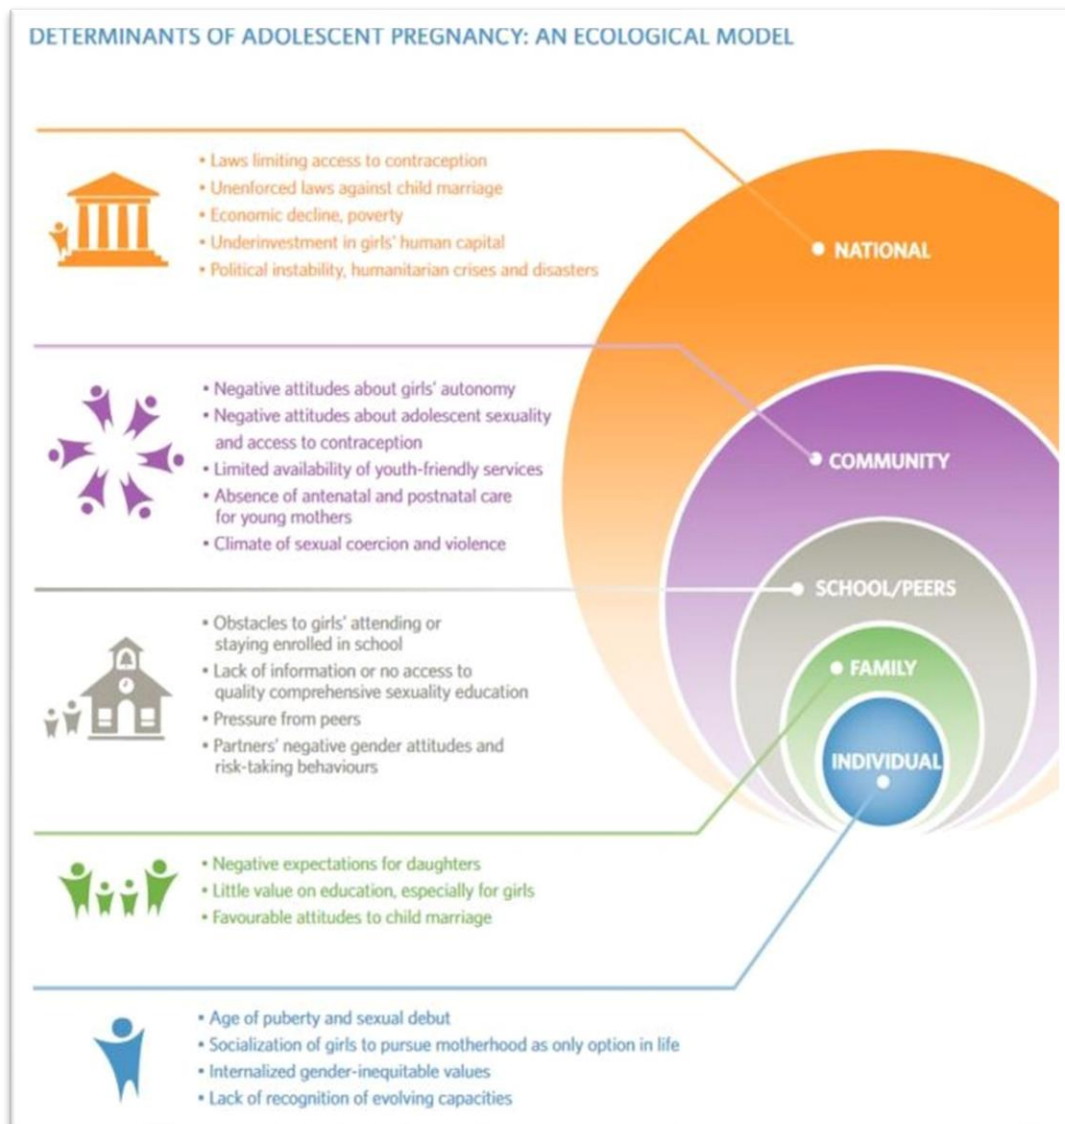 DETERMINANTS OF ADOLESCENT PREGNANCY: AN ECOLOGICAL MODEL
• Laws limiting access to contraception
• Unenforced laws against child marriage
• Economic decline, poverty
• Underinvestment in girls' human capital
• Political instability, humanitarian crises and disasters
NATIONAL
• Negative attitudes about girls' autonomy
• Negative attitudes about adolescent sexuality
and access to contraception
• Limited availability of youth-friendly services
• Absence of antenatal and postnatal care
for young mothers
• Climate of sexual coercion and violence
COMMUNITY
SCHOOL/PEERS
• Obstacles to girls' attending or
staying enrolled in school
• Lack of information or no access to
quality comprehensive sexuality education
• Pressure from peers
• Partners' negative gender attitudes and
risk-taking behaviours
FAMILY
INDIVIDUAL
• Negative expectations for daughters
• Little value on education, especially for girls
• Favourable attitudes to child marriage
• Age of puberty and sexual debut
• Socialization of girls to pursue motherhood as only option in life
• Internalized gender-inequitable values
• Lack of recognition of evolving capacities